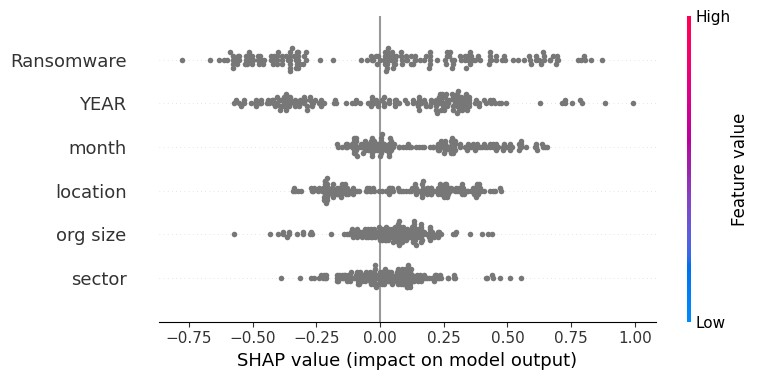 High
Ransomware
YEAR
month
location
org size
sector
Feature value
Low
−0.75 −0.50 −0.25 0.00 0.25 0.50 0.75 1.00
SHAP value (impact on model output)